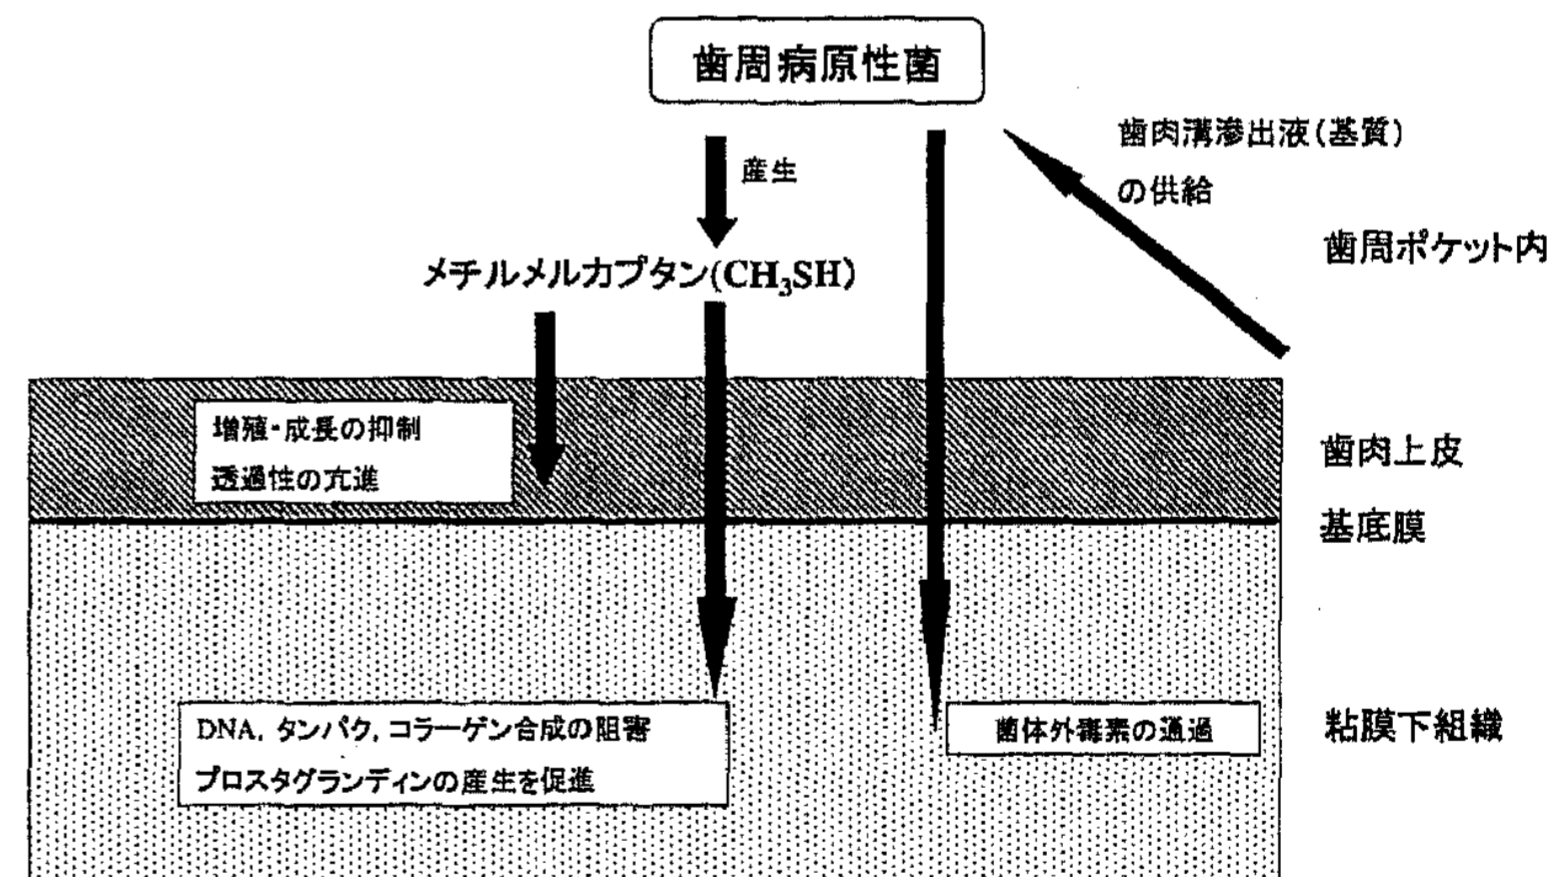 歯周病原性菌
産生
歯肉溝滲出液(基質)
の供給
歯周ポケット内
メチルメルカプタン(CH₃SH)
増殖・成長の抑制
透過性の亢進
歯肉上皮
基底膜
DNA, タンパク, コラーゲン合成の阻害
プロスタグランディンの産生を促進
菌体外毒素の通過
粘膜下組織